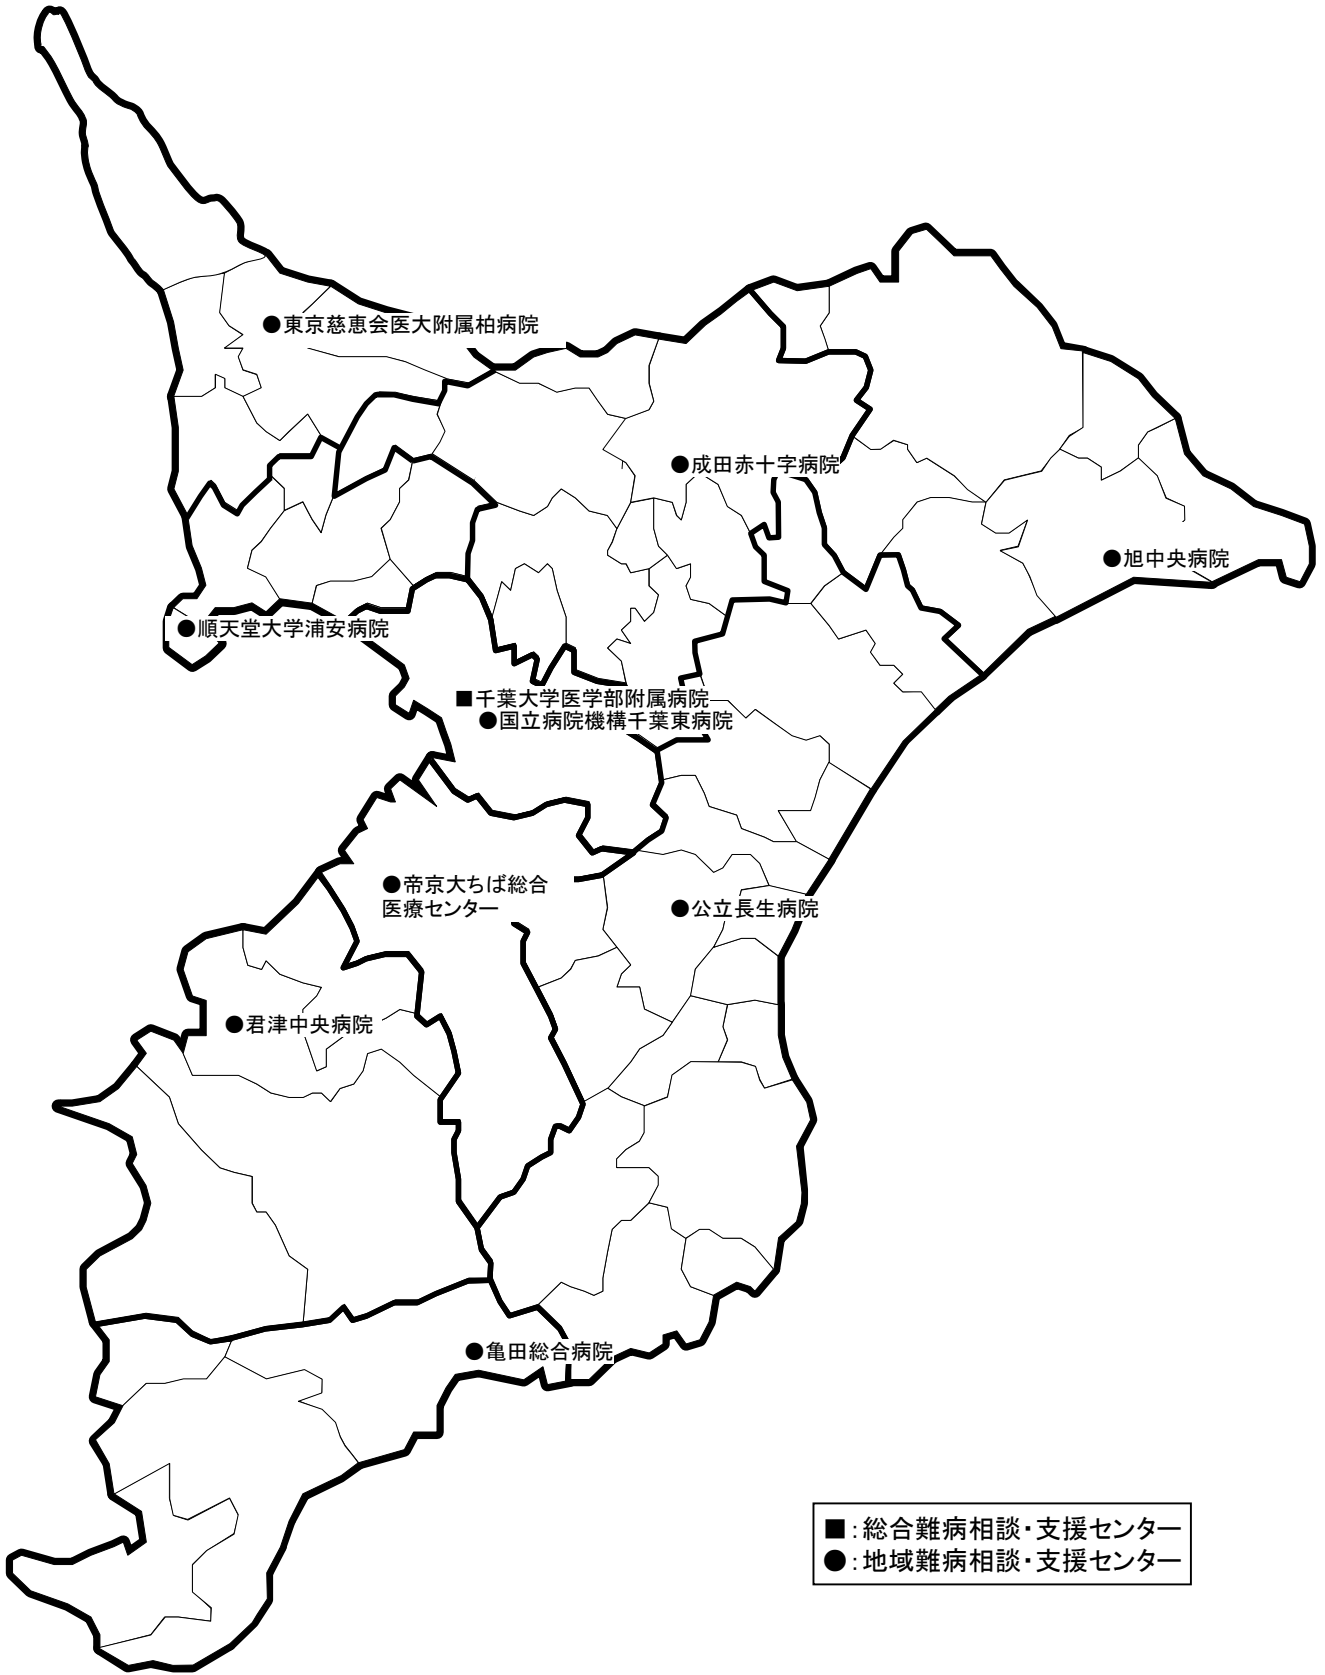 ●東京慈恵会医大附属柏病院
●成田赤十字病院
●旭中央病院
●順天堂大学浦安病院
■千葉大学医学部附属病院
●国立病院機構千葉東病院
●帝京大ちば総合
医療センター
●公立長生病院
●君津中央病院
●亀田総合病院
■:総合難病相談・支援センター
●:地域難病相談・支援センター